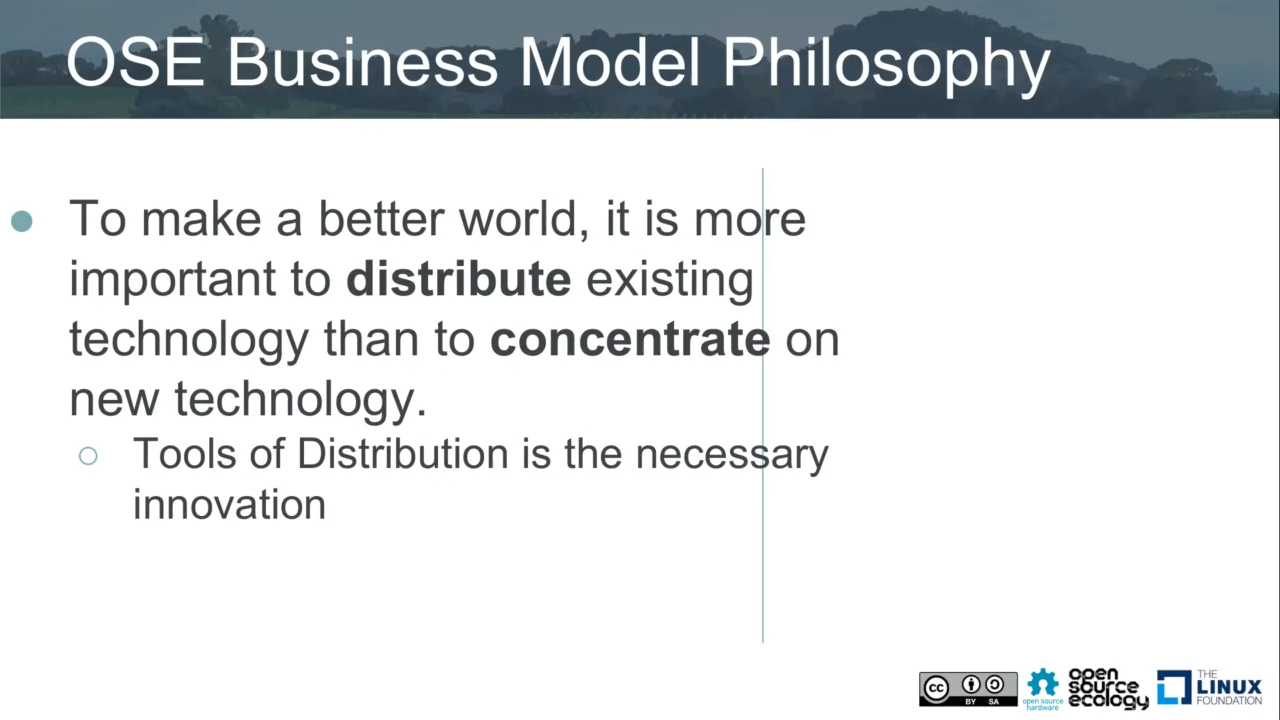 OSE Business Model Philosophy
To make a better world, it is more
important to distribute existing
technology than to concentrate on
new technology.
Tools of Distribution is the necessary
innovation
cc BY SA
open source
hardware
open
source
ecology
THE
LINUX
FOUNDATION